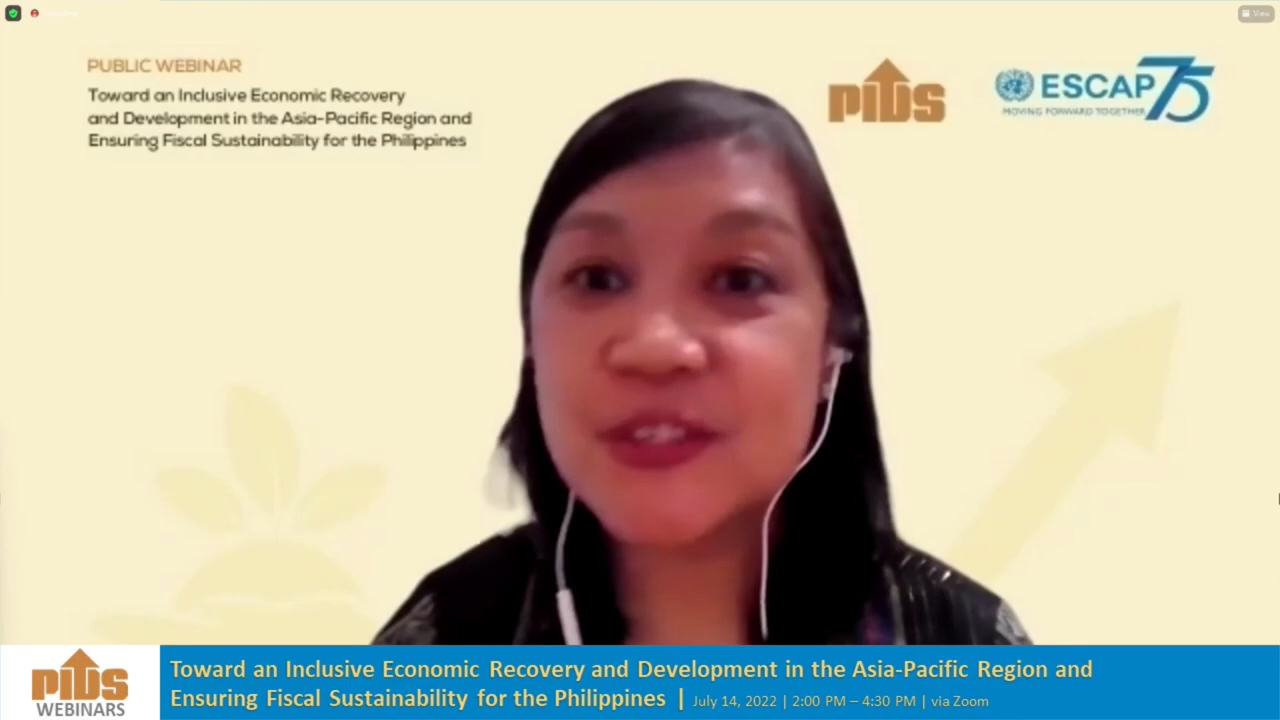 View
PUBLIC WEBINAR
Toward an Inclusive Economic Recovery
and Development in the Asia-Pacific Region and
Ensuring Fiscal Sustainability for the Philippines
pids
ESCAP 75
MOVING FORWARD TOGETHER
pids
WEBINARS
Toward an Inclusive Economic Recovery and Development in the Asia-Pacific Region and
Ensuring Fiscal Sustainability for the Philippines | July 14, 2022 | 2:00 PM – 4:30 PM | via Zoom